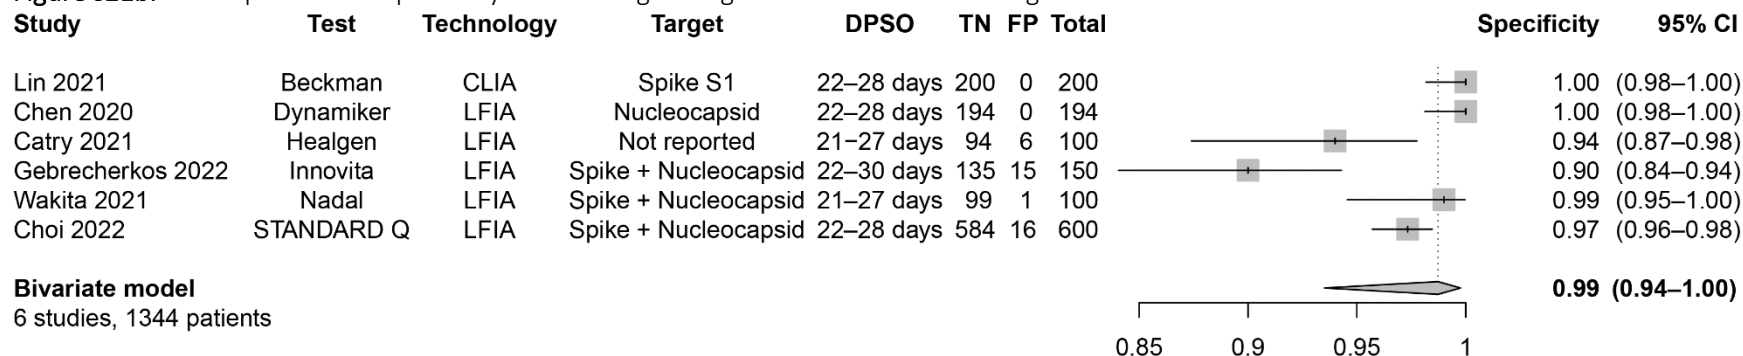 Study Test Technology Target DPSO TN FP Total Specificity 95% CI
Lin 2021 Beckman CLIA Spike S1 22–28 days 200 0 200 1.00 (0.98–1.00)
Chen 2020 Dynamiker LFIA Nucleocapsid 22–28 days 194 0 194 1.00 (0.98–1.00)
Catry 2021 Healgen LFIA Not reported 21−27 days 94 6 100 0.94 (0.87–0.98)
Gebrecherkos 2022 Innovita LFIA Spike + Nucleocapsid 22–30 days 135 15 150 0.90 (0.84–0.94)
Wakita 2021 Nadal LFIA Spike + Nucleocapsid 21–27 days 99 1 100 0.99 (0.95–1.00)
Choi 2022 STANDARD Q LFIA Spike + Nucleocapsid 22–28 days 584 16 600 0.97 (0.96–0.98)
Bivariate model 0.99 (0.94–1.00)
6 studies, 1344 patients
0.85 0.9 0.95 1